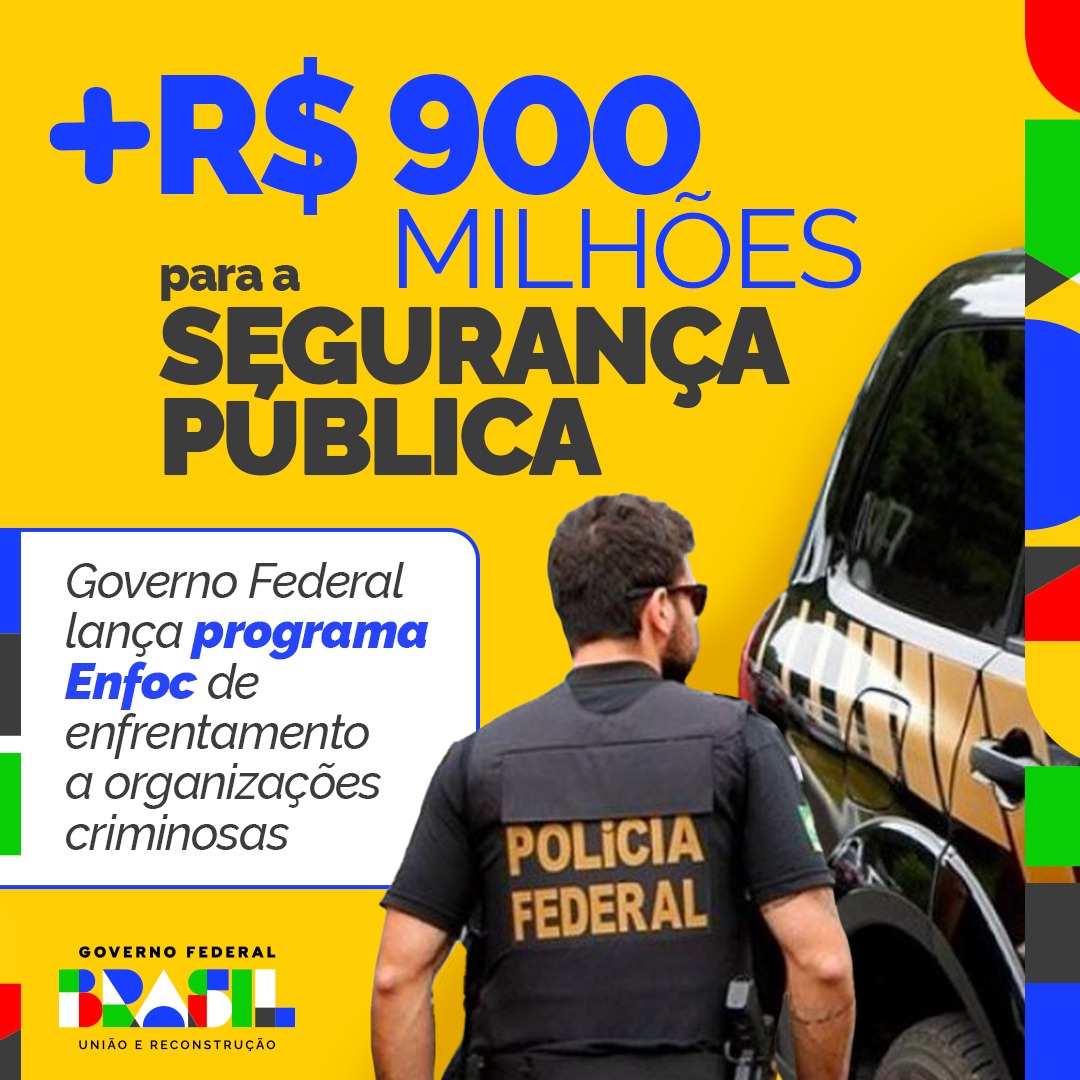 +R$ 900
MILHÕES
para a
SEGURANÇA
PÚBLICA
Governo Federal
lança programa
Enfoc de
enfrentamento
a organizações
criminosas
POLÍCIA
FEDERAL
GOVERNO FEDERAL
BRASIL
UNIÃO E RECONSTRUÇÃO